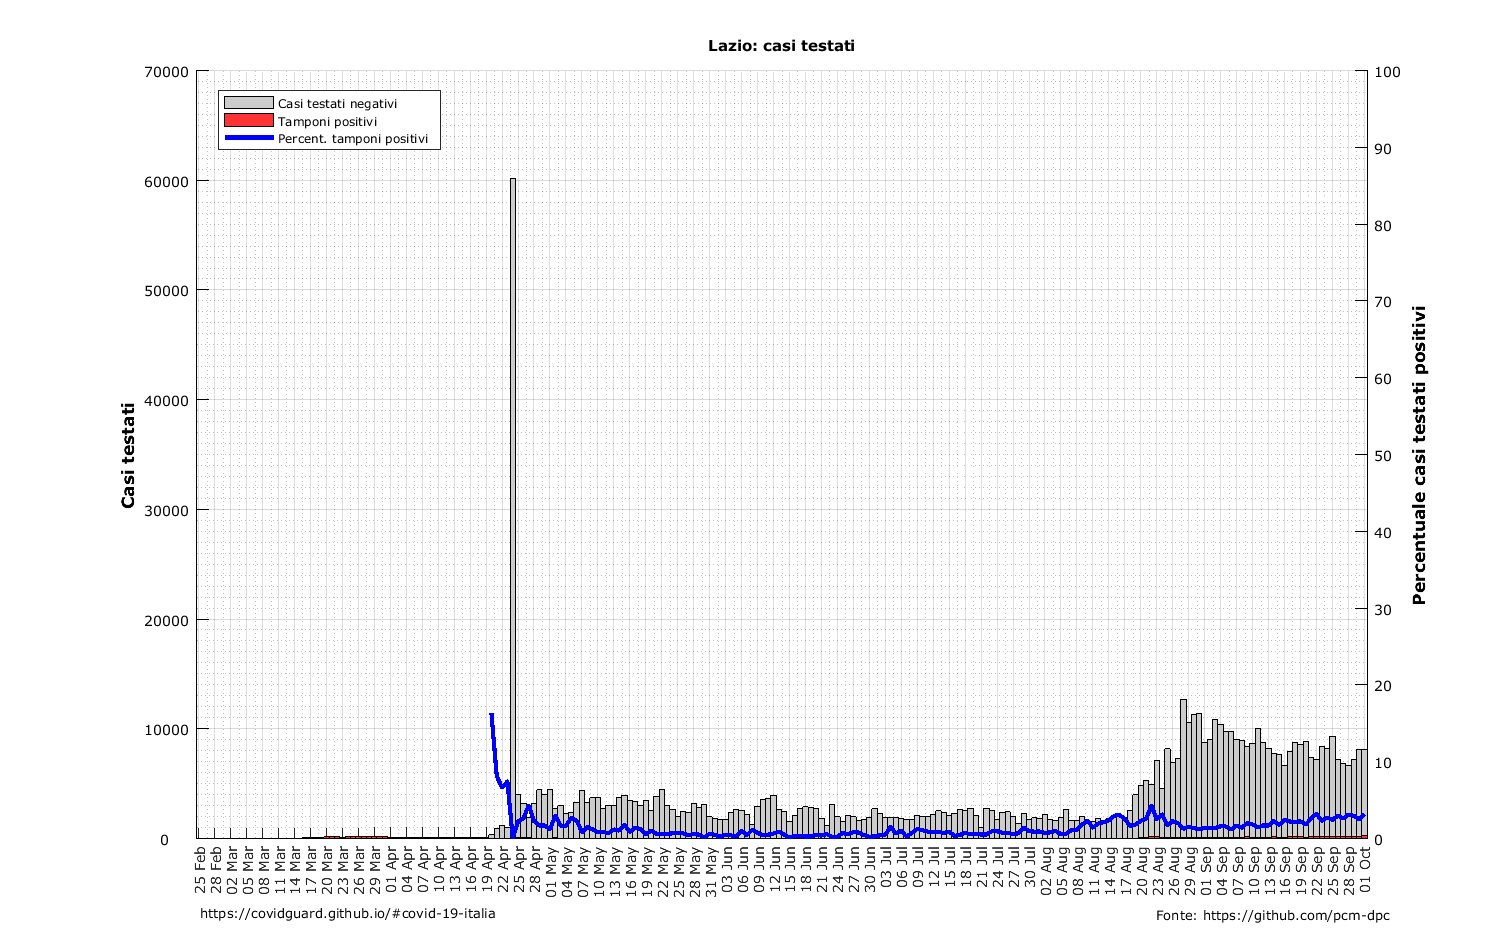 Lazio: casi testati
70000
60000
50000
40000
30000
20000
10000
0
Casi testati
100
90
80
70
60
50
40
30
20
10
0
Percentuale casi testati positivi
Casi testati negativi
Tamponi positivi
Percent. tamponi positivi
25 Feb
28 Feb
02 Mar
05 Mar
08 Mar
11 Mar
14 Mar
17 Mar
20 Mar
23 Mar
26 Mar
29 Mar
01 Apr
04 Apr
07 Apr
10 Apr
13 Apr
16 Apr
19 Apr
22 Apr
25 Apr
28 Apr
01 May
04 May
07 May
10 May
13 May
16 May
19 May
22 May
25 May
28 May
31 May
03 Jun
06 Jun
09 Jun
12 Jun
15 Jun
18 Jun
21 Jun
24 Jun
27 Jun
30 Jun
03 Jul
06 Jul
09 Jul
12 Jul
15 Jul
18 Jul
21 Jul
24 Jul
27 Jul
30 Jul
02 Aug
05 Aug
08 Aug
11 Aug
14 Aug
17 Aug
20 Aug
23 Aug
26 Aug
29 Aug
01 Sep
04 Sep
07 Sep
10 Sep
13 Sep
16 Sep
19 Sep
22 Sep
25 Sep
28 Sep
01 Oct
https://covidguard.github.io/#covid-19-italia
Fonte: https://github.com/pcm-dpc